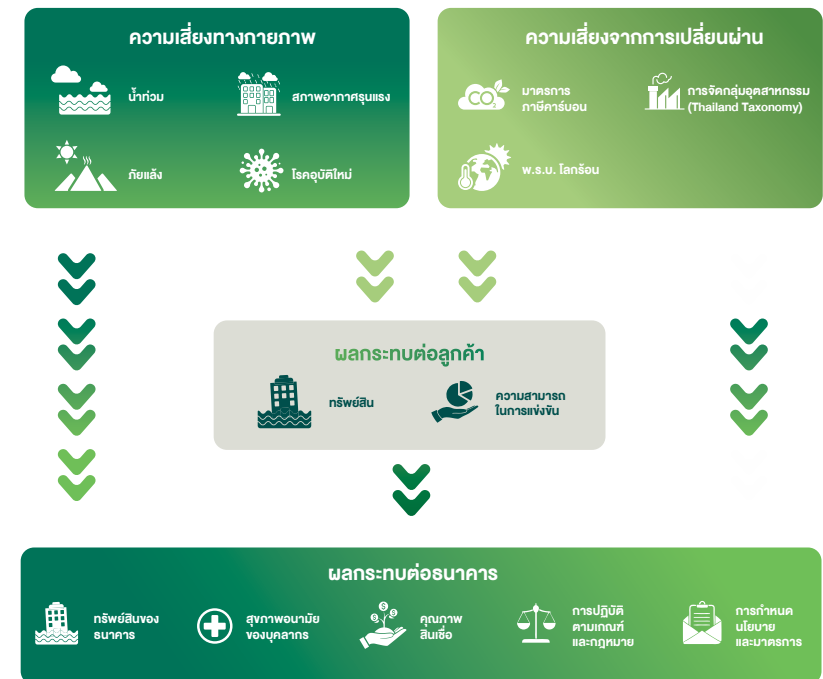 ความเสี่ยงทางกายภาพ
น้ำท่วม
สภาพอากาศรุนแรง
ภัยแล้ง
โรคอุบัติใหม่
ความเสี่ยงจากการเปลี่ยนผ่าน
CO2
มาตรการ
ภาษีคาร์บอน
การจัดกลุ่มอุตสาหกรรม
(Thailand Taxonomy)
พ.ร.บ. โลกร้อน
ผลกระทบต่อลูกค้า
ทรัพย์สิน
ความสามารถ
ในการแข่งขัน
ผลกระทบต่อธนาคาร
ทรัพย์สินของ
ธนาคาร
สุขภาพอนามัย
ของบุคลากร
คุณภาพ
สินเชื่อ
การปฏิบัติ
ตามเกณฑ์
และกฎหมาย
การกำหนด
นโยบาย
และมาตรการ